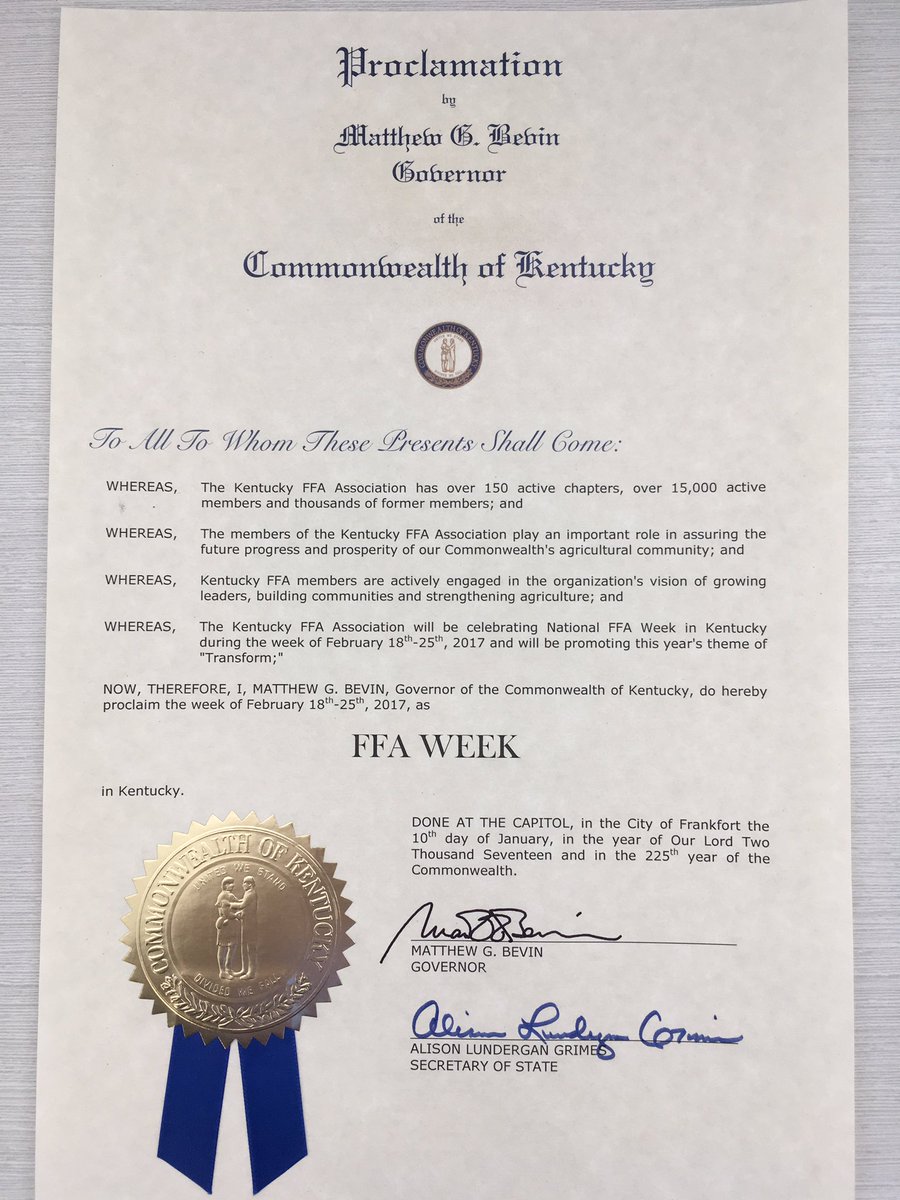 Proclamation
by
Matthew G. Bevin
Governor
of the
Commonwealth of Kentucky
COMMONWEALTH OF KENTUCKY
To All To Whom These Presents Shall Come:
WHEREAS, The Kentucky FFA Association has over 150 active chapters, over 15,000 active
members and thousands of former members; and
WHEREAS, The members of the Kentucky FFA Association play an important role in assuring the
future progress and prosperity of our Commonwealth's agricultural community; and
WHEREAS, Kentucky FFA members are actively engaged in the organization's vision of growing
leaders, building communities and strengthening agriculture; and
WHEREAS, The Kentucky FFA Association will be celebrating National FFA Week in Kentucky
during the week of February 18th-25th, 2017 and will be promoting this year's theme of
"Transform;"
NOW, THEREFORE, I, MATTHEW G. BEVIN, Governor of the Commonwealth of Kentucky, do hereby
proclaim the week of February 18th-25th, 2017, as
FFA WEEK
in Kentucky.
DONE AT THE CAPITOL, in the City of Frankfort the
10th day of January, in the year of Our Lord Two
Thousand Seventeen and in the 225th year of the
Commonwealth.
MATTHEW G. BEVIN
GOVERNOR
Alison Lundergan Grimes
ALISON LUNDERGAN GRIMES
SECRETARY OF STATE
COMMONWEALTH OF KENTUCKY
UNITED WE STAND
DIVIDED WE FALL